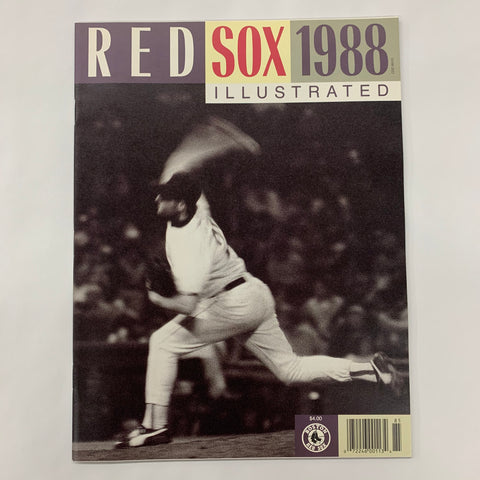 RED SOX 1988
ILLUSTRATED
$4.00
BOSTON
RED SOX